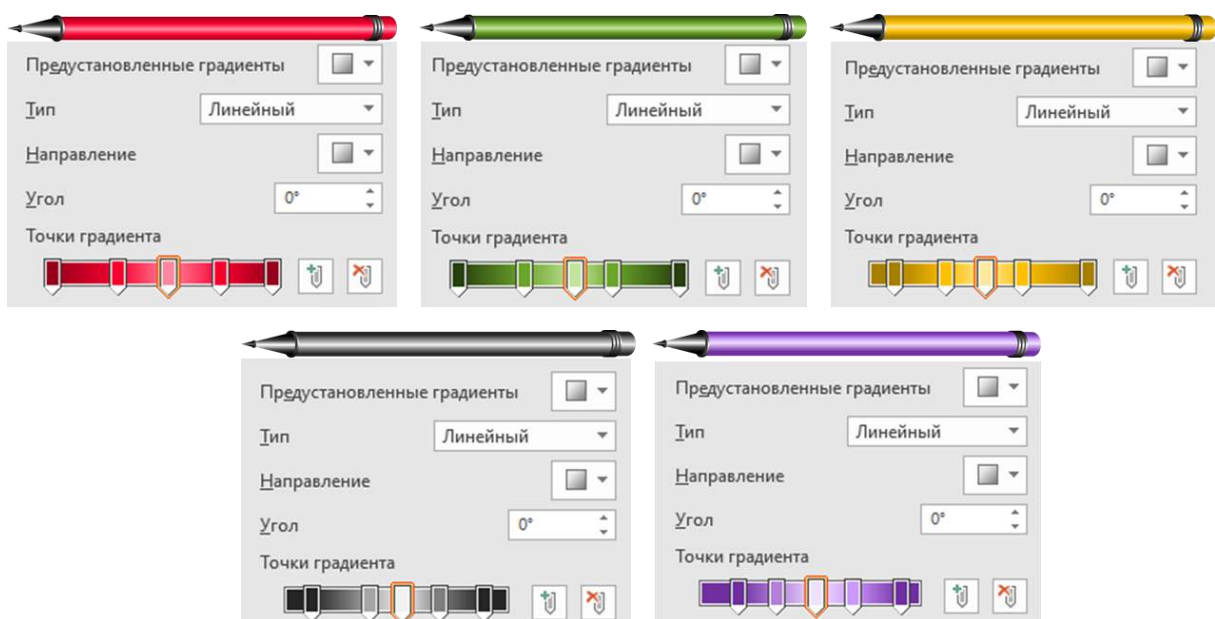 Предустановленные градиенты
Тип Линейный
Направление
Угол 0°
Точки градиента
Предустановленные градиенты
Тип Линейный
Направление
Угол 0°
Точки градиента
Предустановленные градиенты
Тип Линейный
Направление
Угол 0°
Точки градиента
Предустановленные градиенты
Тип Линейный
Направление
Угол 0°
Точки градиента
Предустановленные градиенты
Тип Линейный
Направление
Угол 0°
Точки градиента